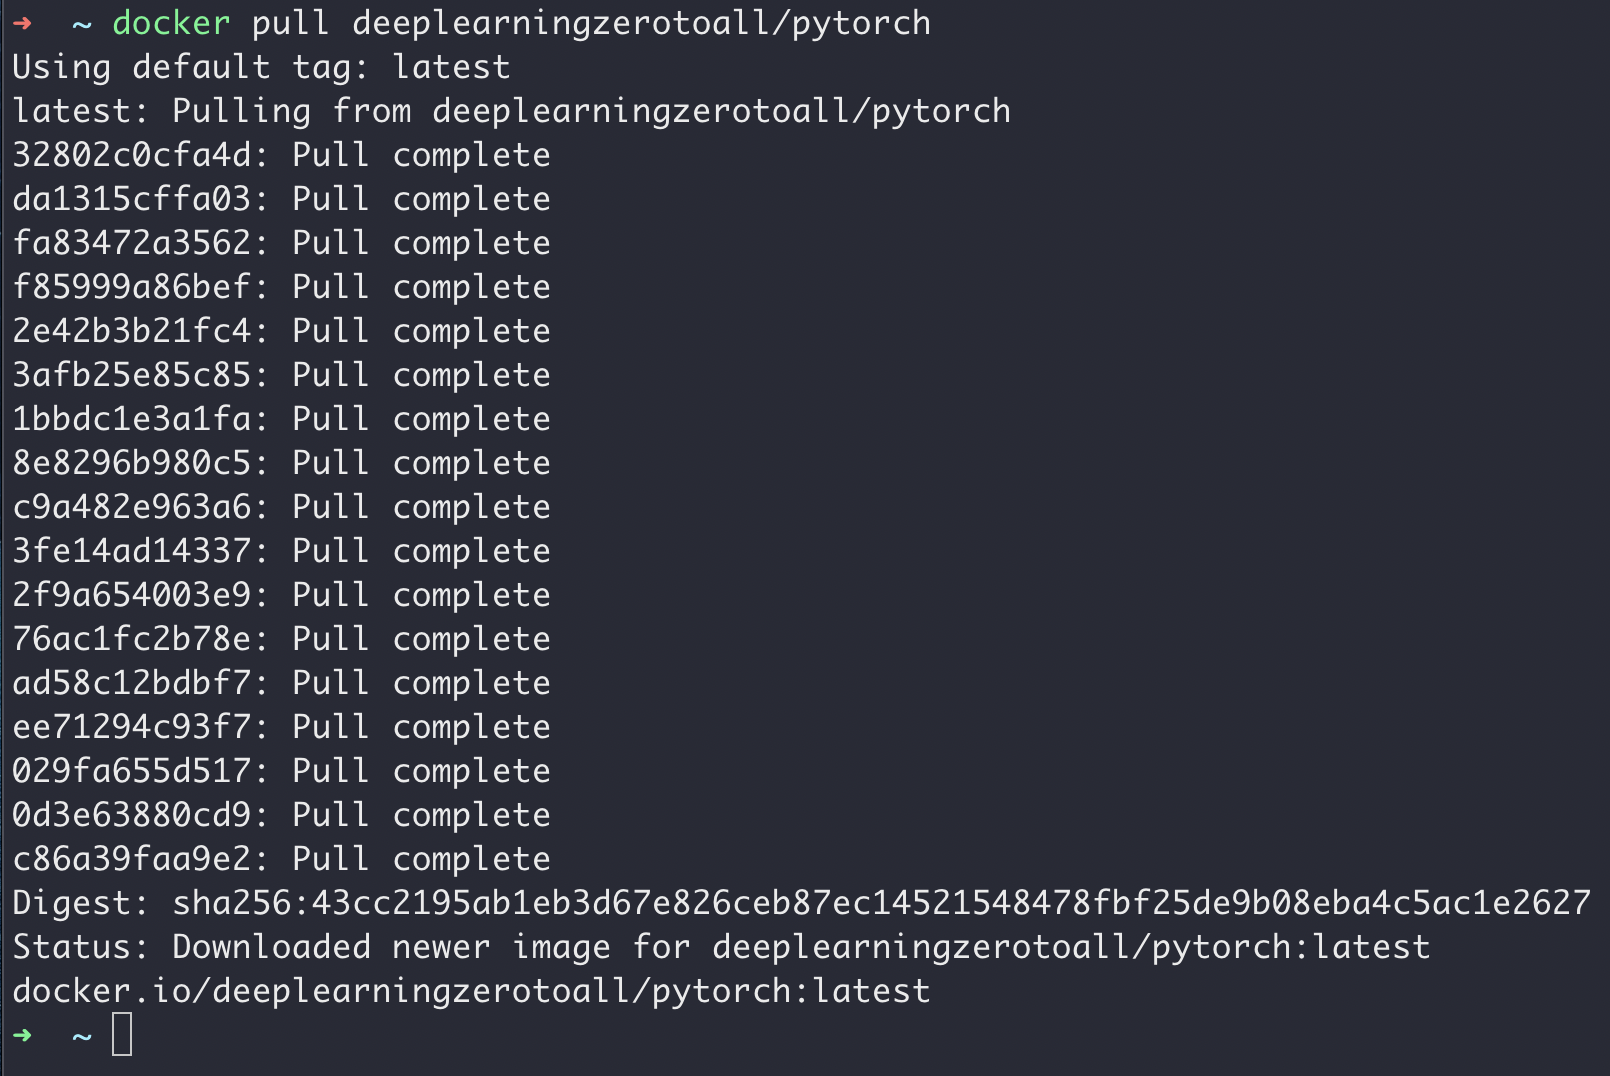 ➜  ~ docker pull deeplearningzerotoall/pytorch
Using default tag: latest
latest: Pulling from deeplearningzerotoall/pytorch
32802c0cfa4d: Pull complete
da1315cffa03: Pull complete
fa83472a3562: Pull complete
f85999a86bef: Pull complete
2e42b3b21fc4: Pull complete
3afb25e85c85: Pull complete
1bbdc1e3a1fa: Pull complete
8e8296b980c5: Pull complete
c9a482e963a6: Pull complete
3fe14ad14337: Pull complete
2f9a654003e9: Pull complete
76ac1fc2b78e: Pull complete
ad58c12bdbf7: Pull complete
ee71294c93f7: Pull complete
029fa655d517: Pull complete
0d3e63880cd9: Pull complete
c86a39faa9e2: Pull complete
Digest: sha256:43cc2195ab1eb3d67e826ceb87ec14521548478fbf25de9b08eba4c5ac1e2627
Status: Downloaded newer image for deeplearningzerotoall/pytorch:latest
docker.io/deeplearningzerotoall/pytorch:latest
➜  ~